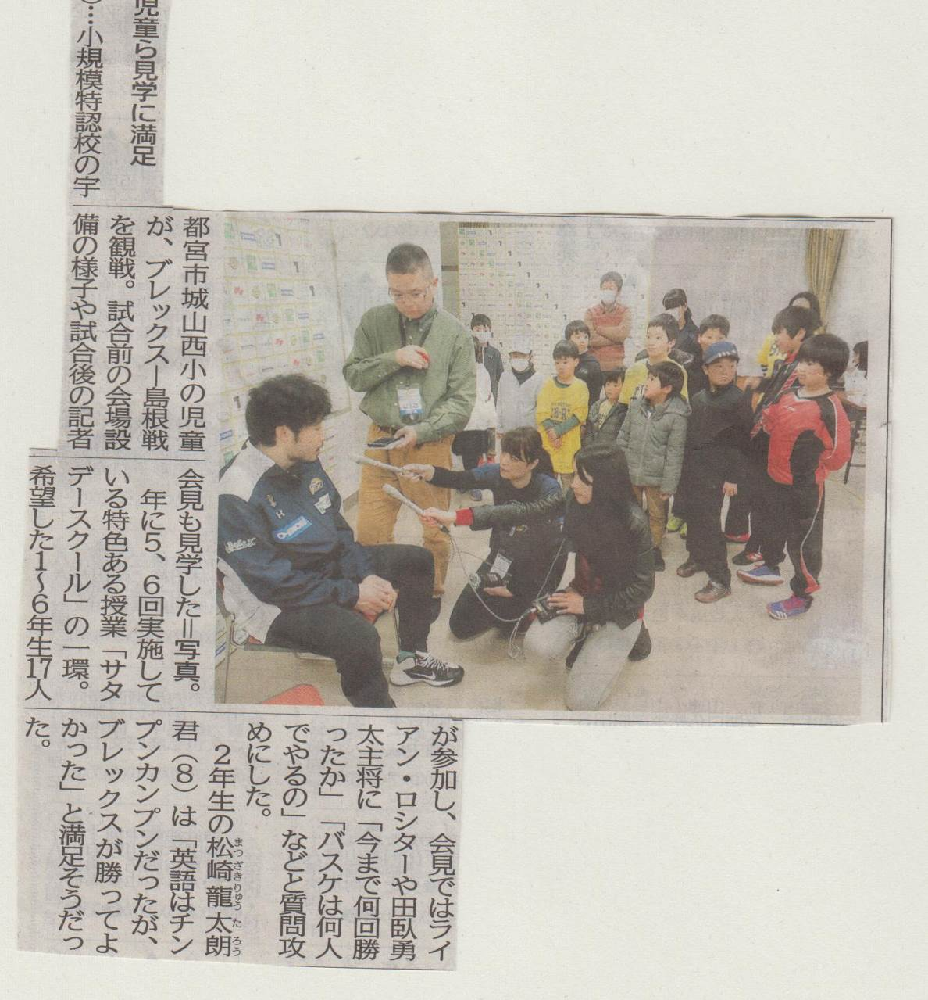 児童ら見学に満足
…小規模特認校の宇
都宮市城山西小の児童
が、ブレックス―島根戦
を観戦。試合前の会場設
備の様子や試合後の記者
会見も見学した＝写真。
年に５、６回実施して
いる特色ある授業「サタ
デースクール」の一環。
希望した１～６年生17人
が参加し、会見ではライ
アン・ロシターや田臥勇
太主将に「今まで何回勝
ったか」「バスケは何人
でやるの」などと質問攻
めにした。
２年生の松崎龍太朗
まつざきりゅうたろう
君（８）は「英語はチン
プンカンプンだったが、
ブレックスが勝ってよ
かった」と満足そうだっ
た。